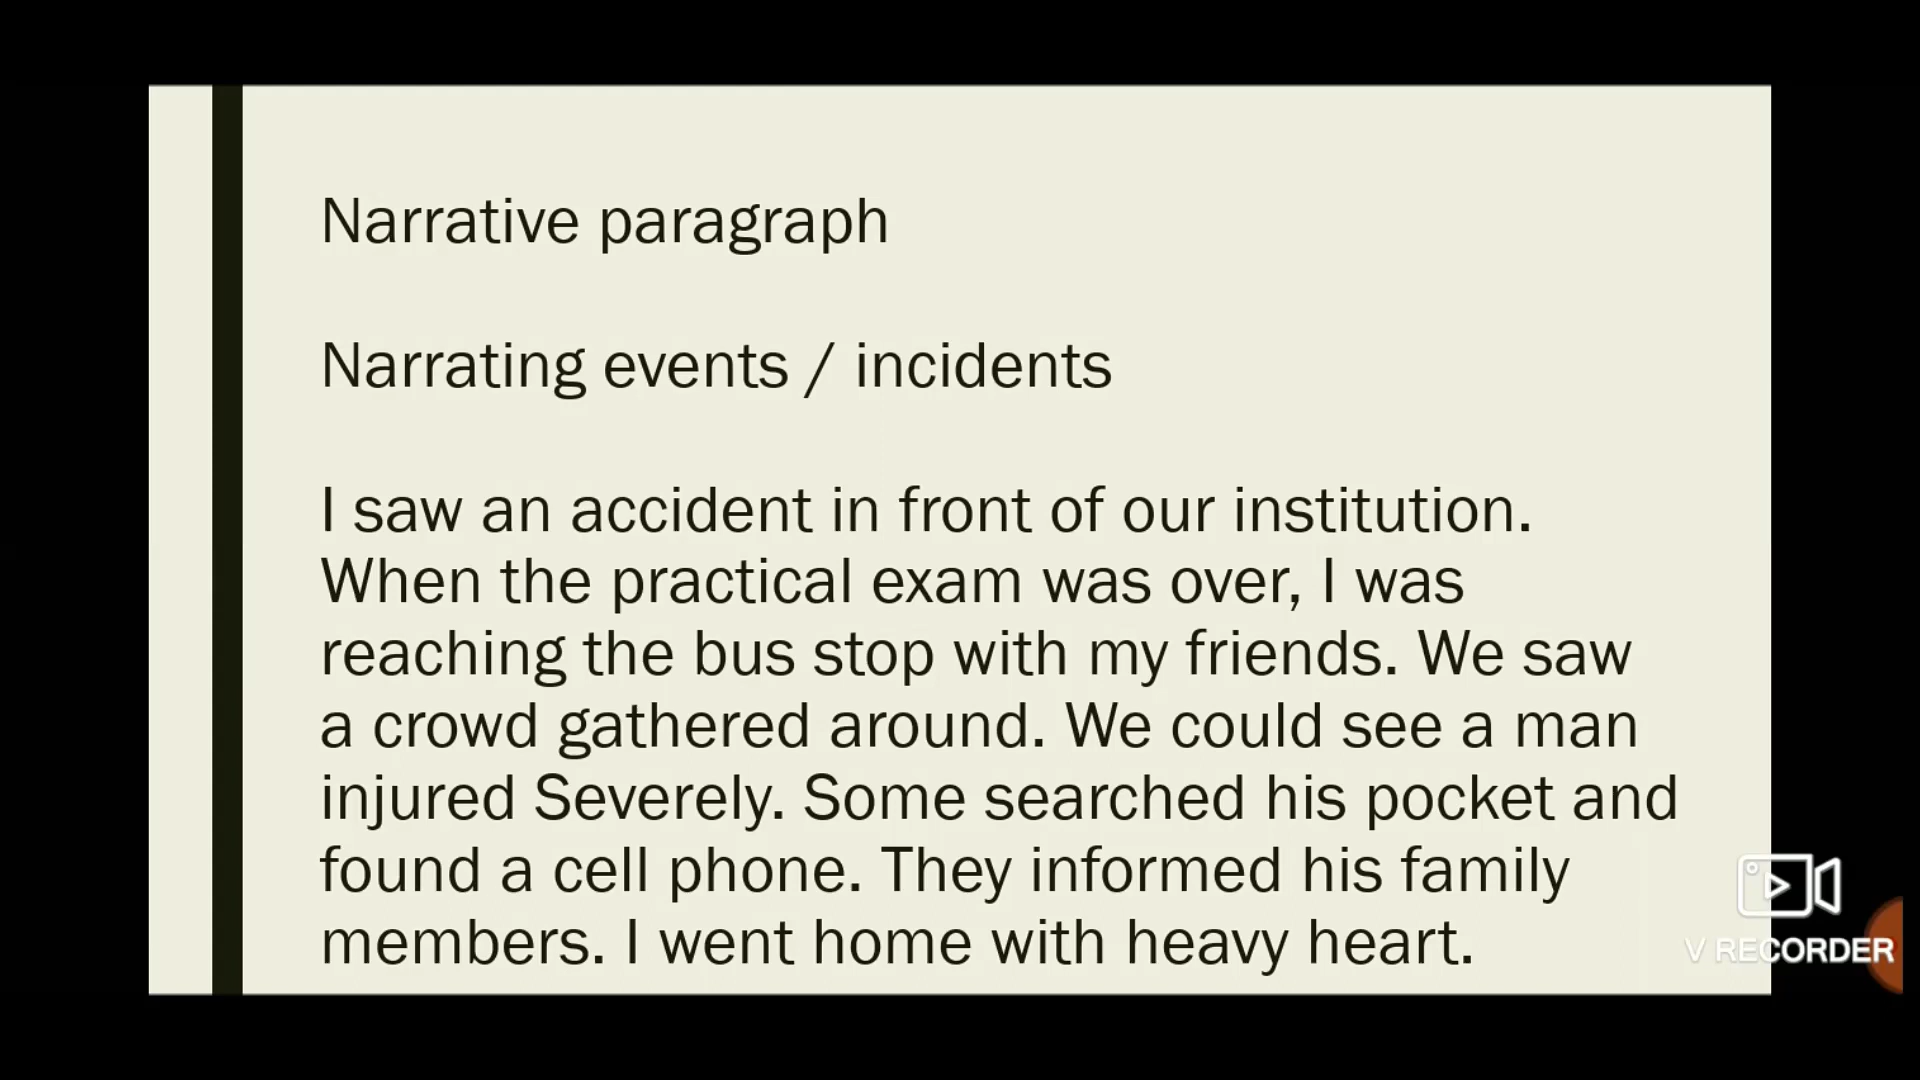 Narrative paragraph
Narrating events / incidents
I saw an accident in front of our institution.
When the practical exam was over, I was
reaching the bus stop with my friends. We saw
a crowd gathered around. We could see a man
injured Severely. Some searched his pocket and
found a cell phone. They informed his family
members. I went home with heavy heart.
V RECORDER